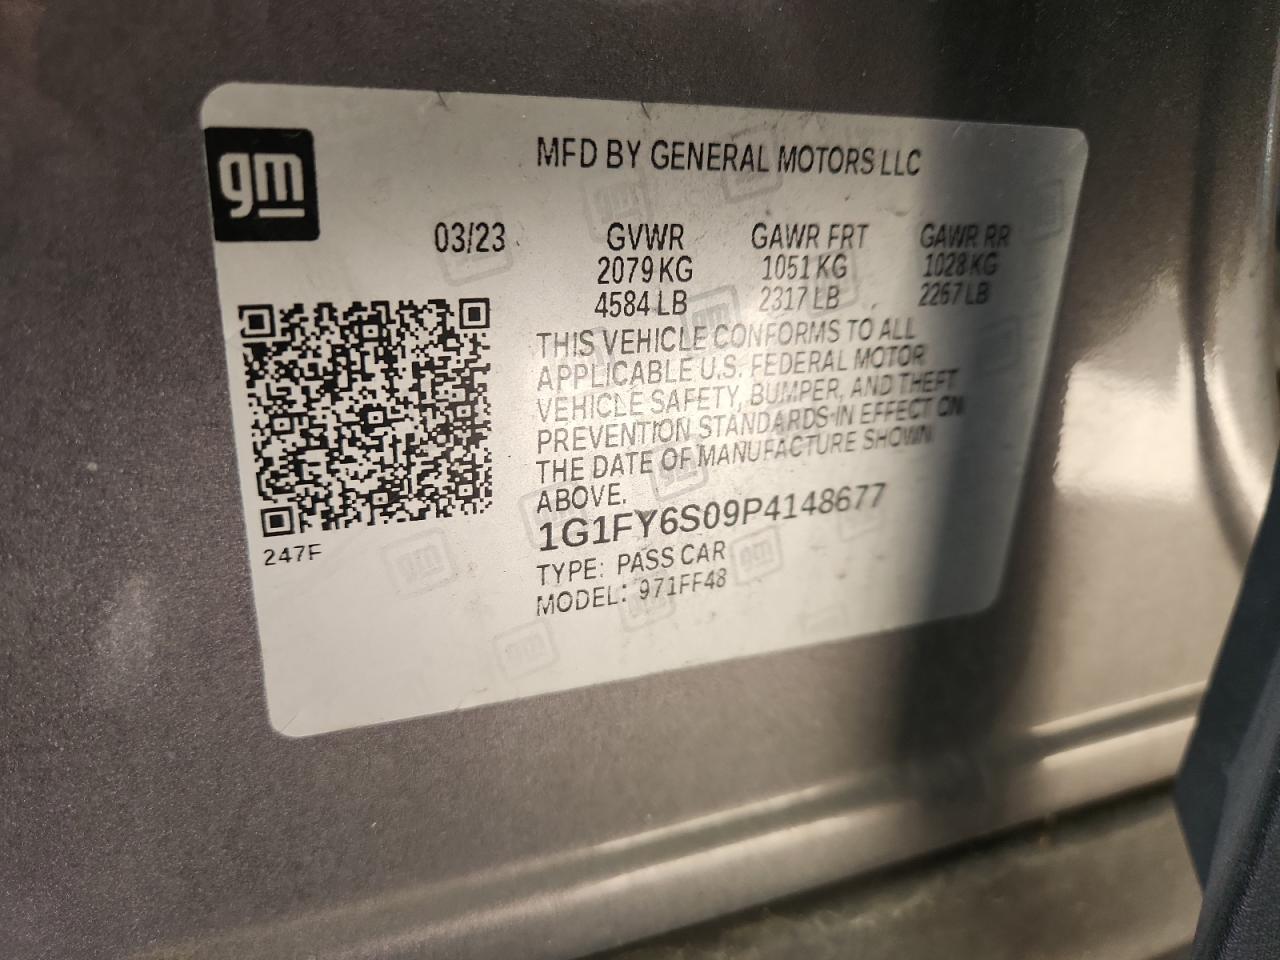 gm
MFD BY GENERAL MOTORS LLC
03/23 GVWR GAWR FRT GAWR RR
2079 KG 1051 KG 1028 KG
4584 LB 2317 LB 2267 LB
THIS VEHICLE CONFORMS TO ALL
APPLICABLE U.S. FEDERAL MOTOR
VEHICLE SAFETY, BUMPER, AND THEFT
PREVENTION STANDARDS IN EFFECT ON
THE DATE OF MANUFACTURE SHOWN
ABOVE.
1G1FY6S09P4148677
TYPE: PASS CAR
MODEL: 971FF48
247F